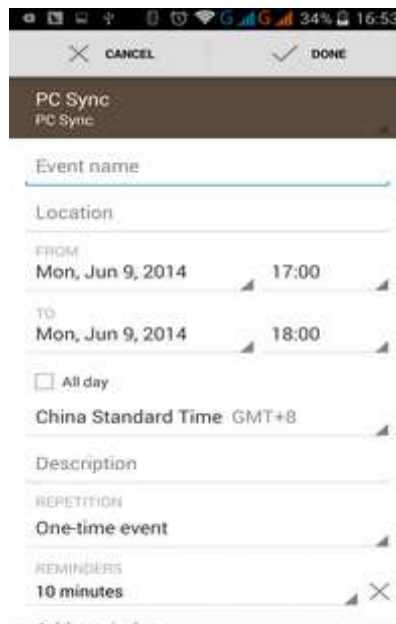 G G 34% 16:53
CANCEL DONE
PC Sync
PC Sync
Event name
Location
FROM
Mon, Jun 9, 2014 17:00
TO
Mon, Jun 9, 2014 18:00
All day
China Standard Time GMT+8
Description
REPETITION
One-time event
REMINDERS
10 minutes